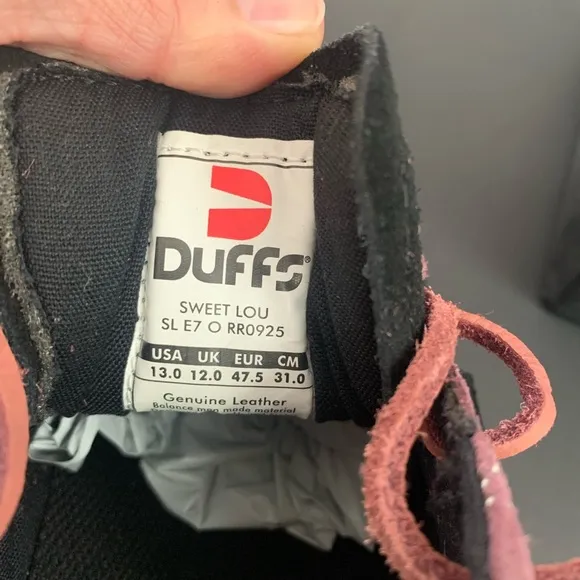 DUFFS®
SWEET LOU
SL E7 O RR0925
USA UK EUR CM
13.0 12.0 47.5 31.0
Genuine Leather
Balance man made material